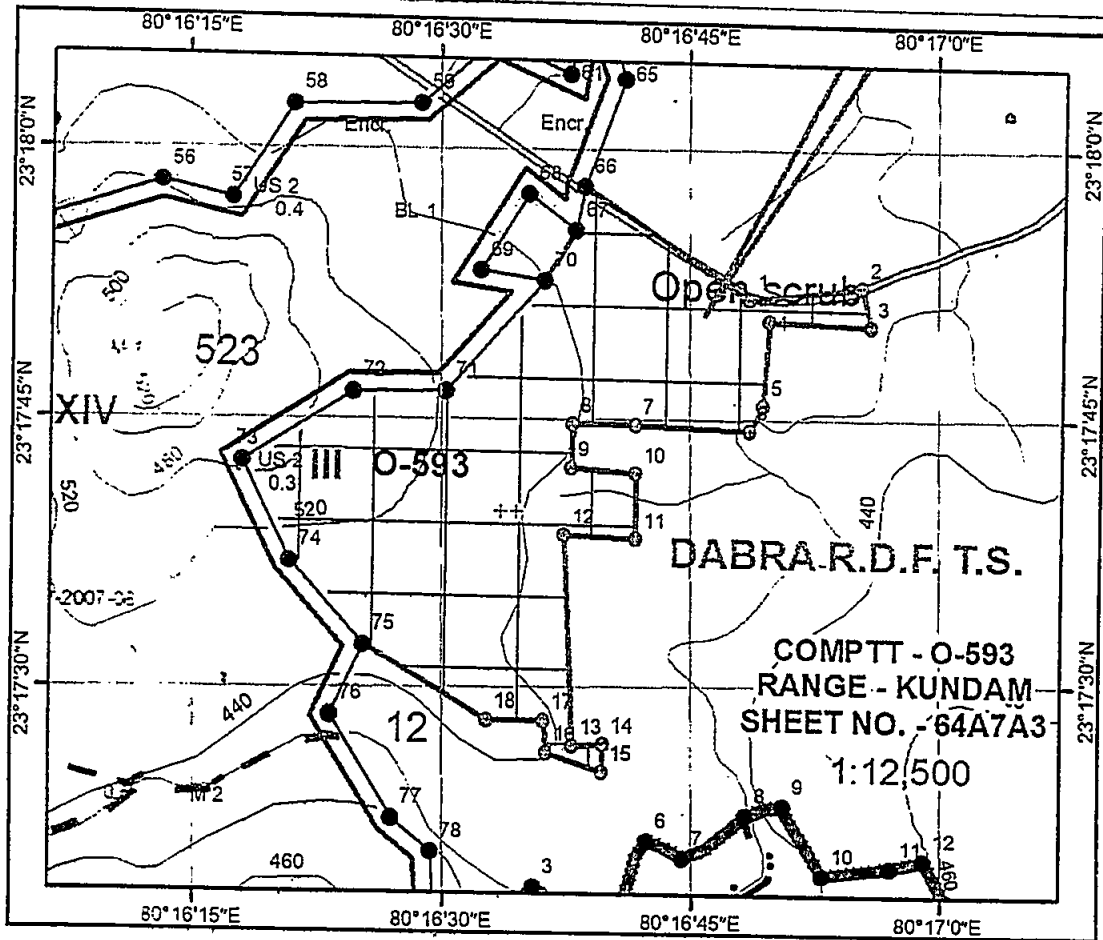 80°16'15"E 80°16'30"E 80°16'45"E 80°17'0"E
61 65
58 59
Encr Encr
23°18'0"N 23°18'0"N
56 57 US 2 68 66
0.4 BL 1 67
69 70
500 Open scrub 2
3
523
72 71 5
23°17'45"N XIV 8 7 23°17'45"N
73 US 2 III O-593 9 10
480 0.3
520 520 ++ 12 11 440
74 DABRA R.D.F. T.S.
-2007-08
75 COMPTT - O-593
23°17'30"N RANGE - KUNDAM 23°17'30"N
440 76 18 17 SHEET NO. - 64A7A3
12 13 14
15 1:12,500
M 2 77 8 9
78 6 7 12
460 3 10 11
80°16'15"E 80°16'30"E 80°16'45"E 80°17'0"E